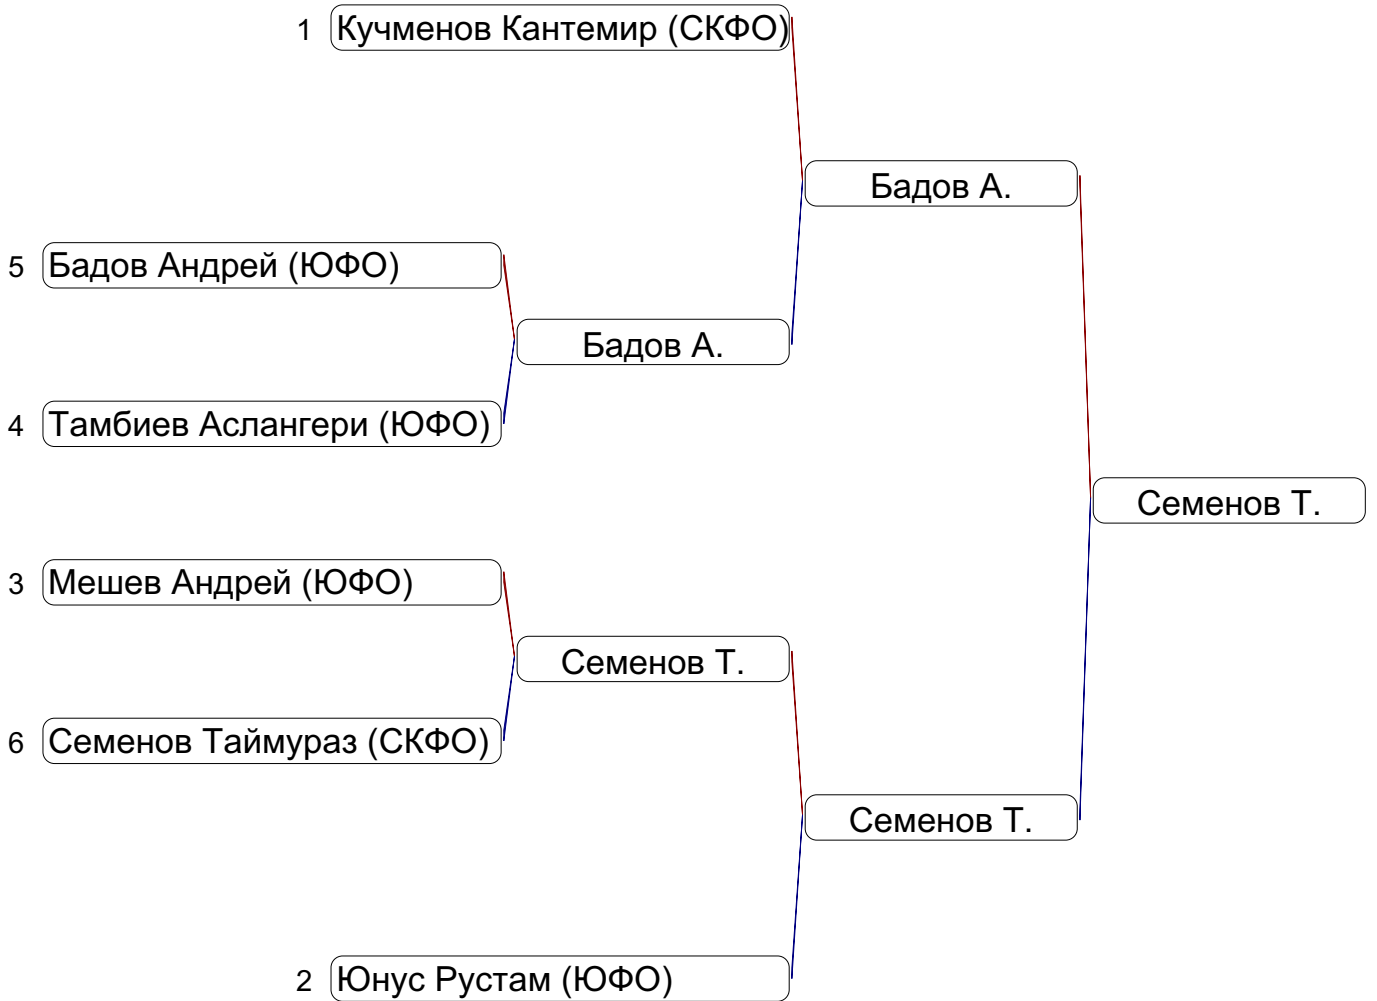 1 Кучменов Кантемир (СКФО)
Бадов А.
5 Бадов Андрей (ЮФО)
Бадов А.
4 Тамбиев Аслангери (ЮФО)
Семенов Т.
3 Мешев Андрей (ЮФО)
Семенов Т.
6 Семенов Таймураз (СКФО)
Семенов Т.
2 Юнус Рустам (ЮФО)